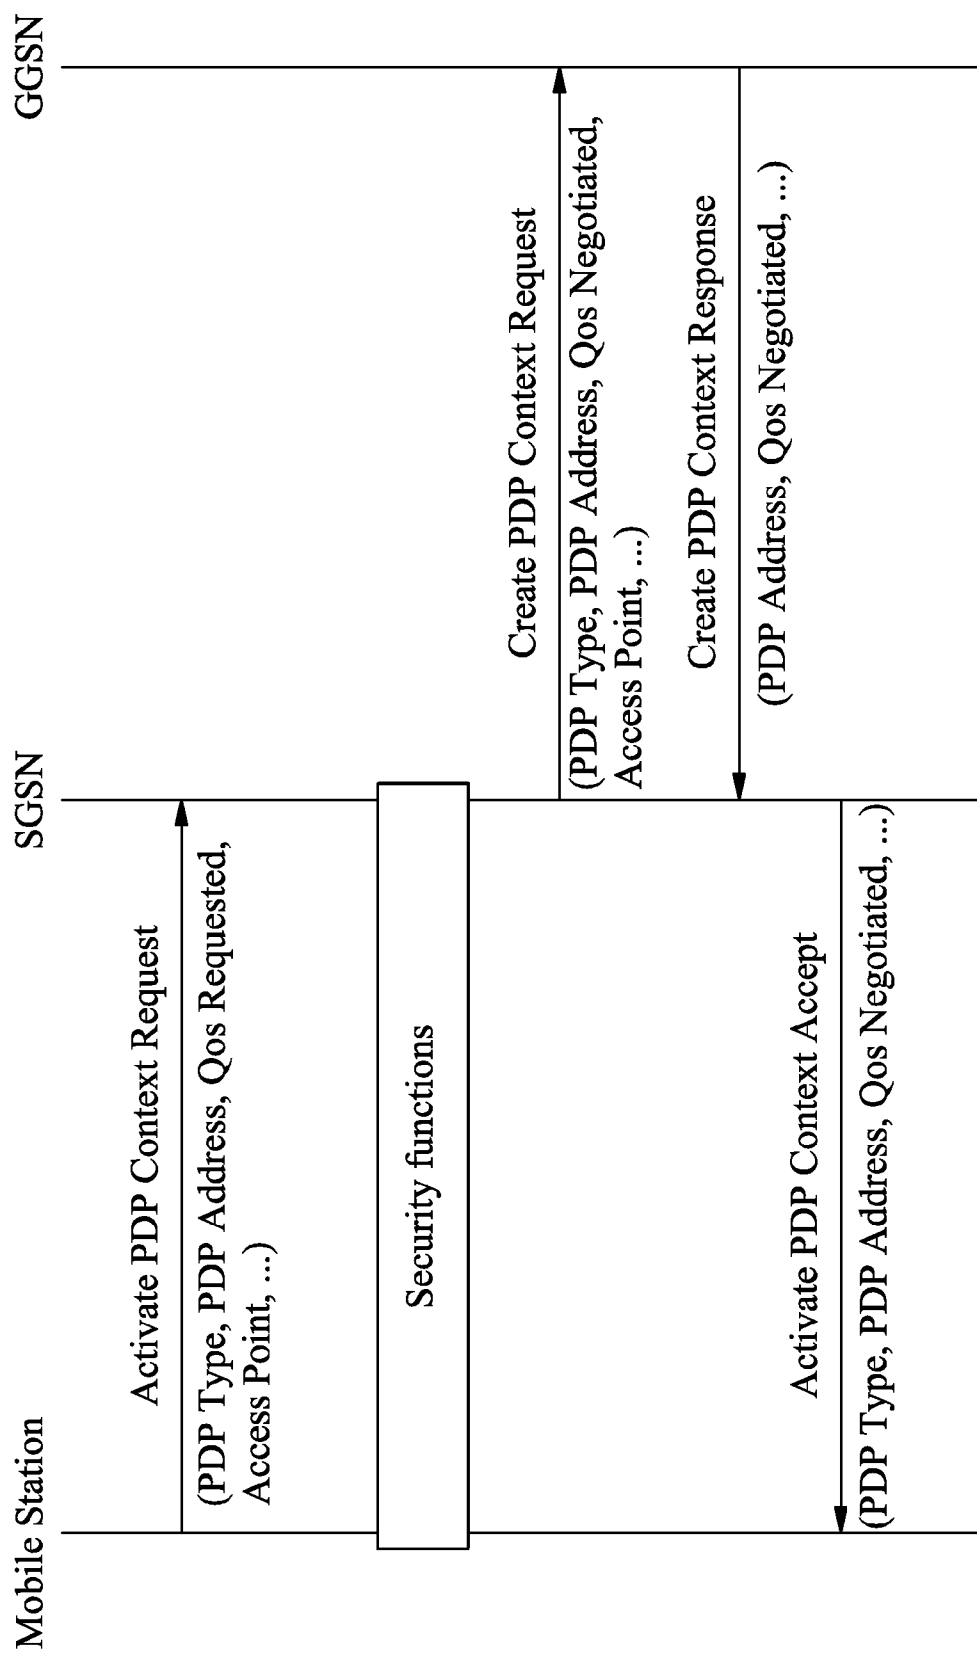 Mobile Station
SGSN
GGSN
Activate PDP Context Request
(PDP Type, PDP Address, Qos Requested,
Access Point, ...)
Security functions
Create PDP Context Request
(PDP Type, PDP Address, Qos Negotiated,
Access Point, ...)
Create PDP Context Response
(PDP Address, Qos Negotiated, ...)
Activate PDP Context Accept
(PDP Type, PDP Address, Qos Negotiated, ...)